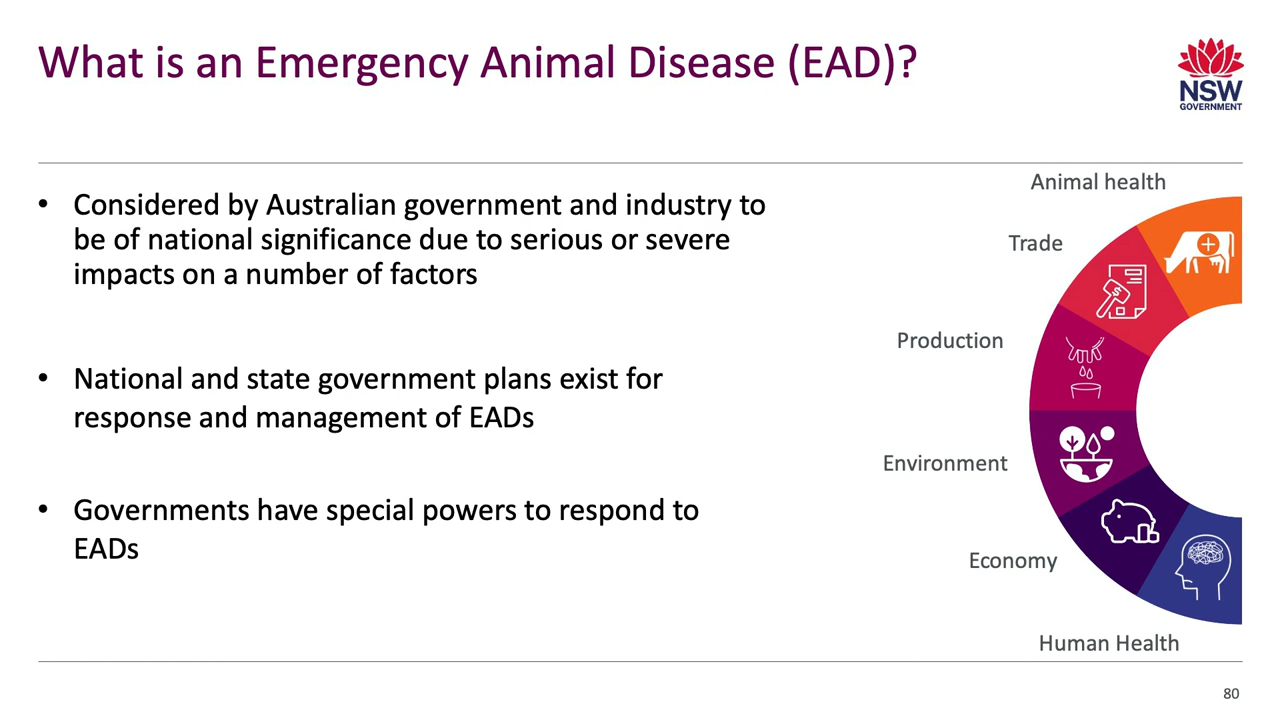 What is an Emergency Animal Disease (EAD)?
NSW
GOVERNMENT
• Considered by Australian government and industry to
be of national significance due to serious or severe
impacts on a number of factors
• National and state government plans exist for
response and management of EADs
• Governments have special powers to respond to
EADs
Animal health
Trade
$
Production
Environment
Economy
Human Health
80